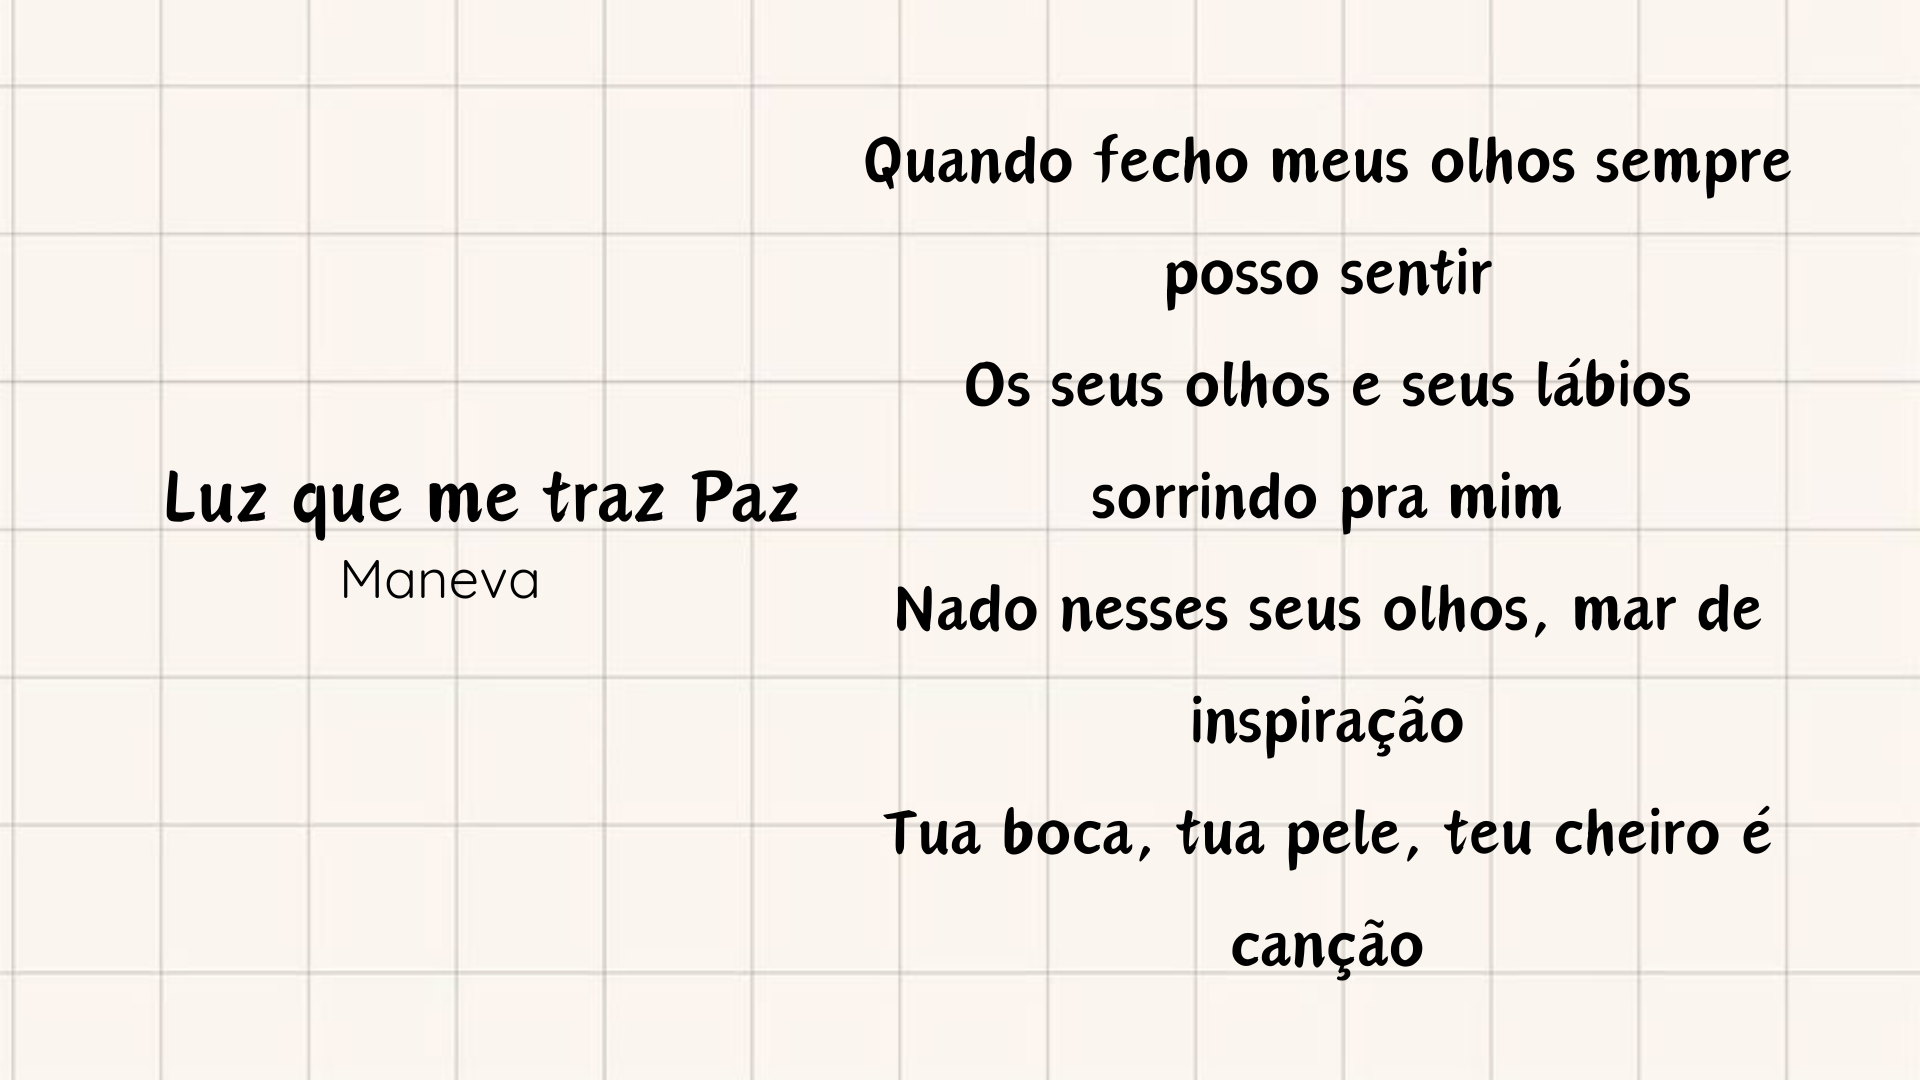 Luz que me traz Paz
Maneva
Quando fecho meus olhos sempre
posso sentir
Os seus olhos e seus lábios
sorrindo pra mim
Nado nesses seus olhos, mar de
inspiração
Tua boca, tua pele, teu cheiro é
canção